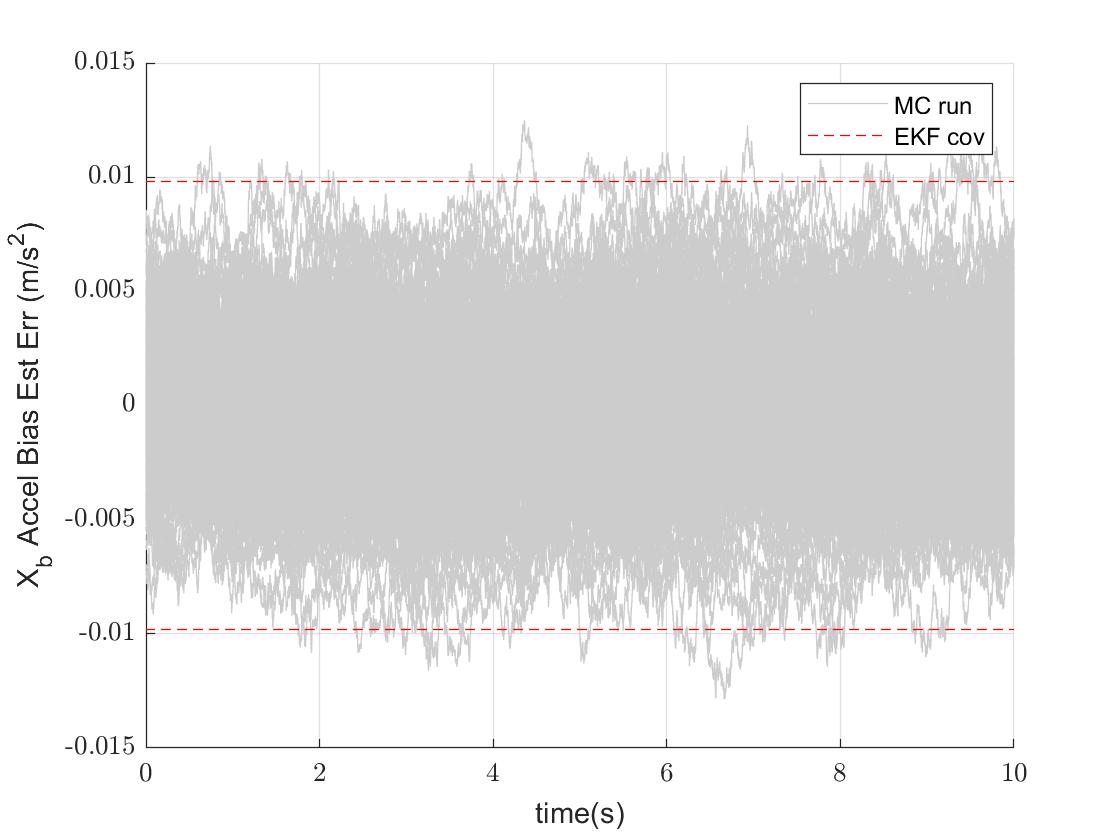 0.015
0.01
0.005
0
-0.005
-0.01
-0.015
X_b Accel Bias Est Err (m/s^2)
MC run
EKF cov
0 2 4 6 8 10
time(s)